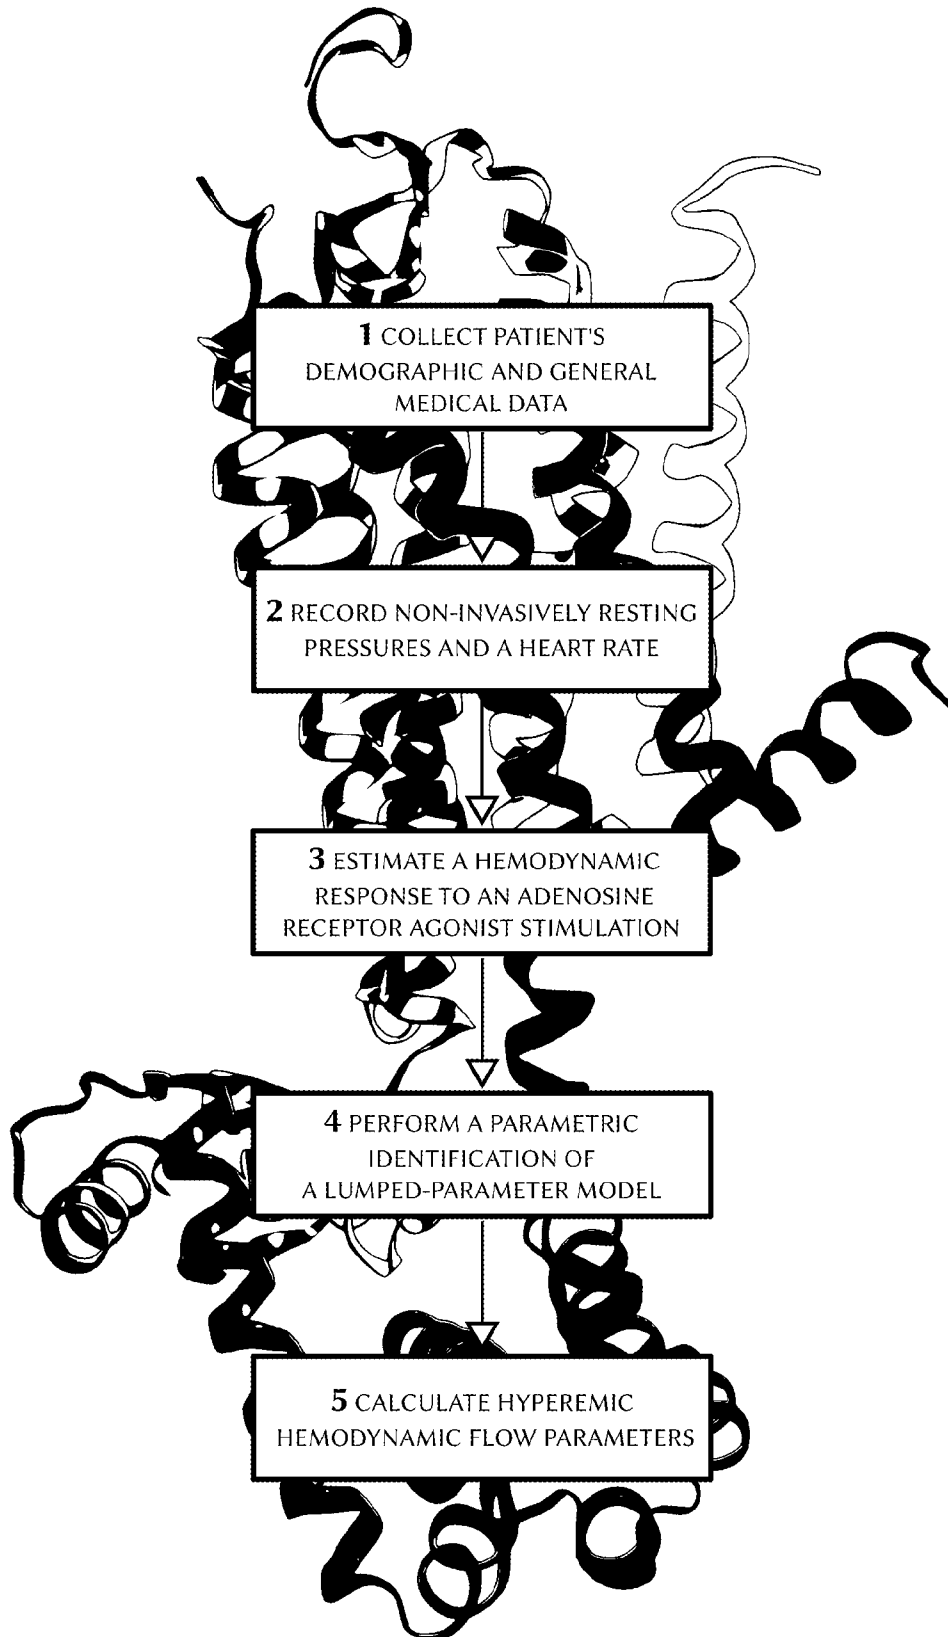 1 COLLECT PATIENT'S
DEMOGRAPHIC AND GENERAL
MEDICAL DATA
2 RECORD NON-INVASIVELY RESTING
PRESSURES AND A HEART RATE
3 ESTIMATE A HEMODYNAMIC
RESPONSE TO AN ADENOSINE
RECEPTOR AGONIST STIMULATION
4 PERFORM A PARAMETRIC
IDENTIFICATION OF
A LUMPED-PARAMETER MODEL
5 CALCULATE HYPEREMIC
HEMODYNAMIC FLOW PARAMETERS